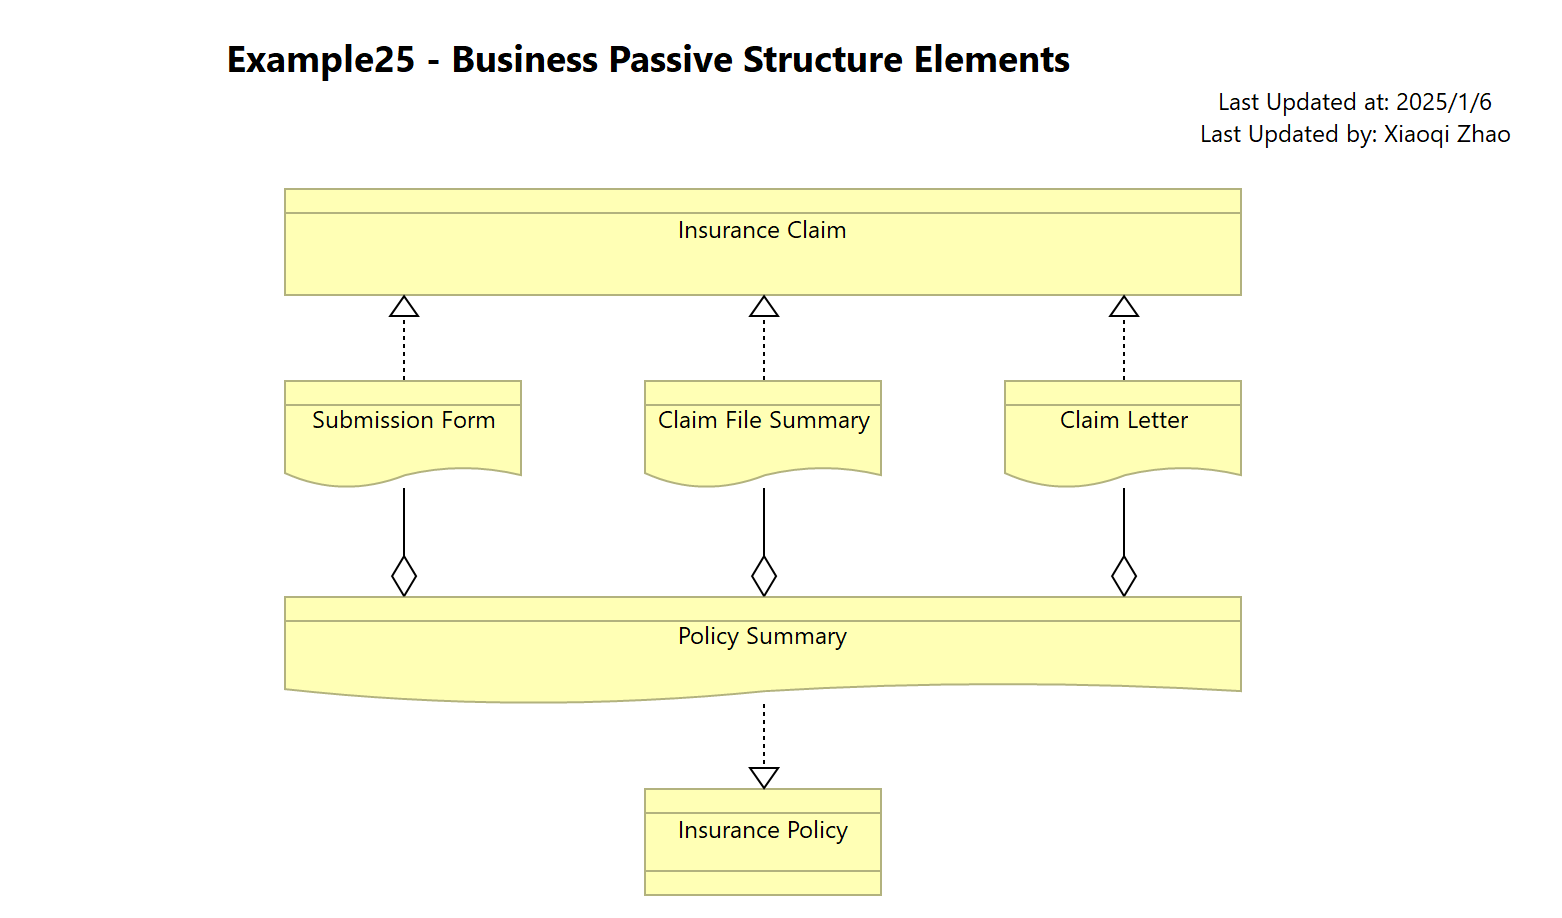 Example25 - Business Passive Structure Elements
Last Updated at: 2025/1/6
Last Updated by: Xiaoqi Zhao
Insurance Claim
Submission Form
Claim File Summary
Claim Letter
Policy Summary
Insurance Policy